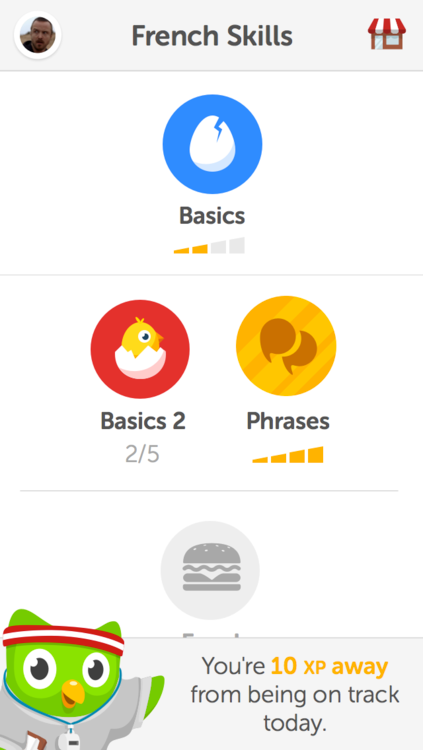 French Skills
Basics
Basics 2
Phrases
2/5
You're 10 XP away
from being on track
today.